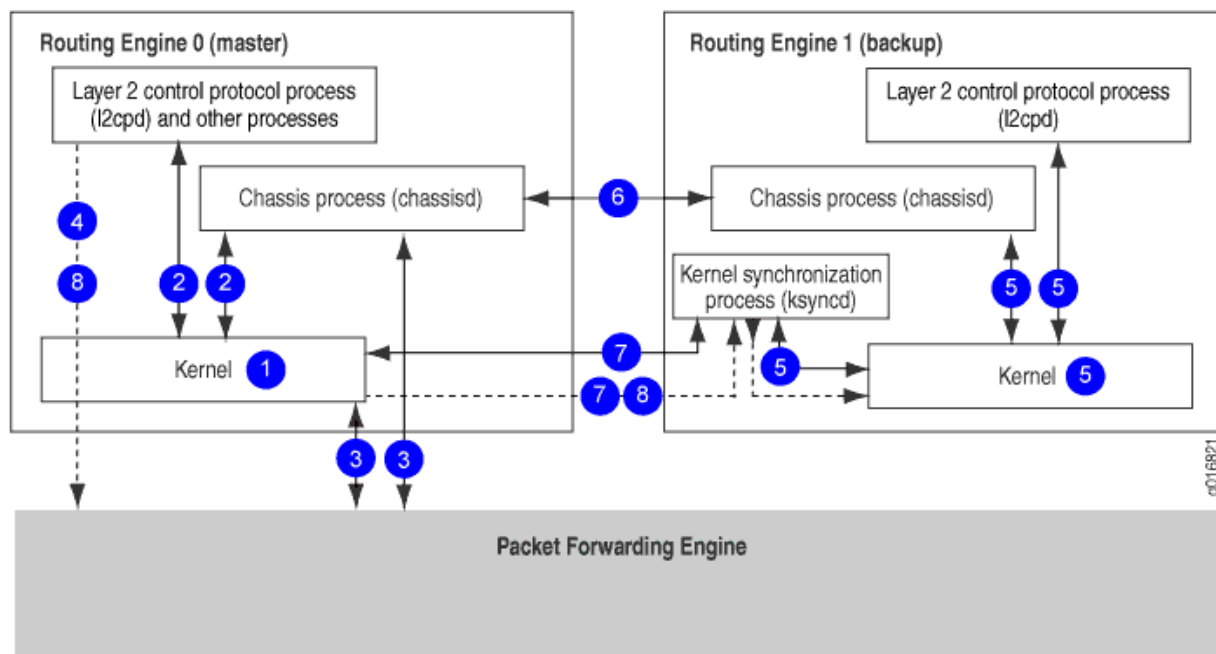 Routing Engine 0 (master)
Layer 2 control protocol process
(l2cpd) and other processes
Chassis process (chassisd)
4
8
2
2
Kernel 1
3
3
6
7
7 8
Routing Engine 1 (backup)
Layer 2 control protocol process
(l2cpd)
Chassis process (chassisd)
Kernel synchronization
process (ksyncd)
5
5
5
Kernel 5
g016821
Packet Forwarding Engine